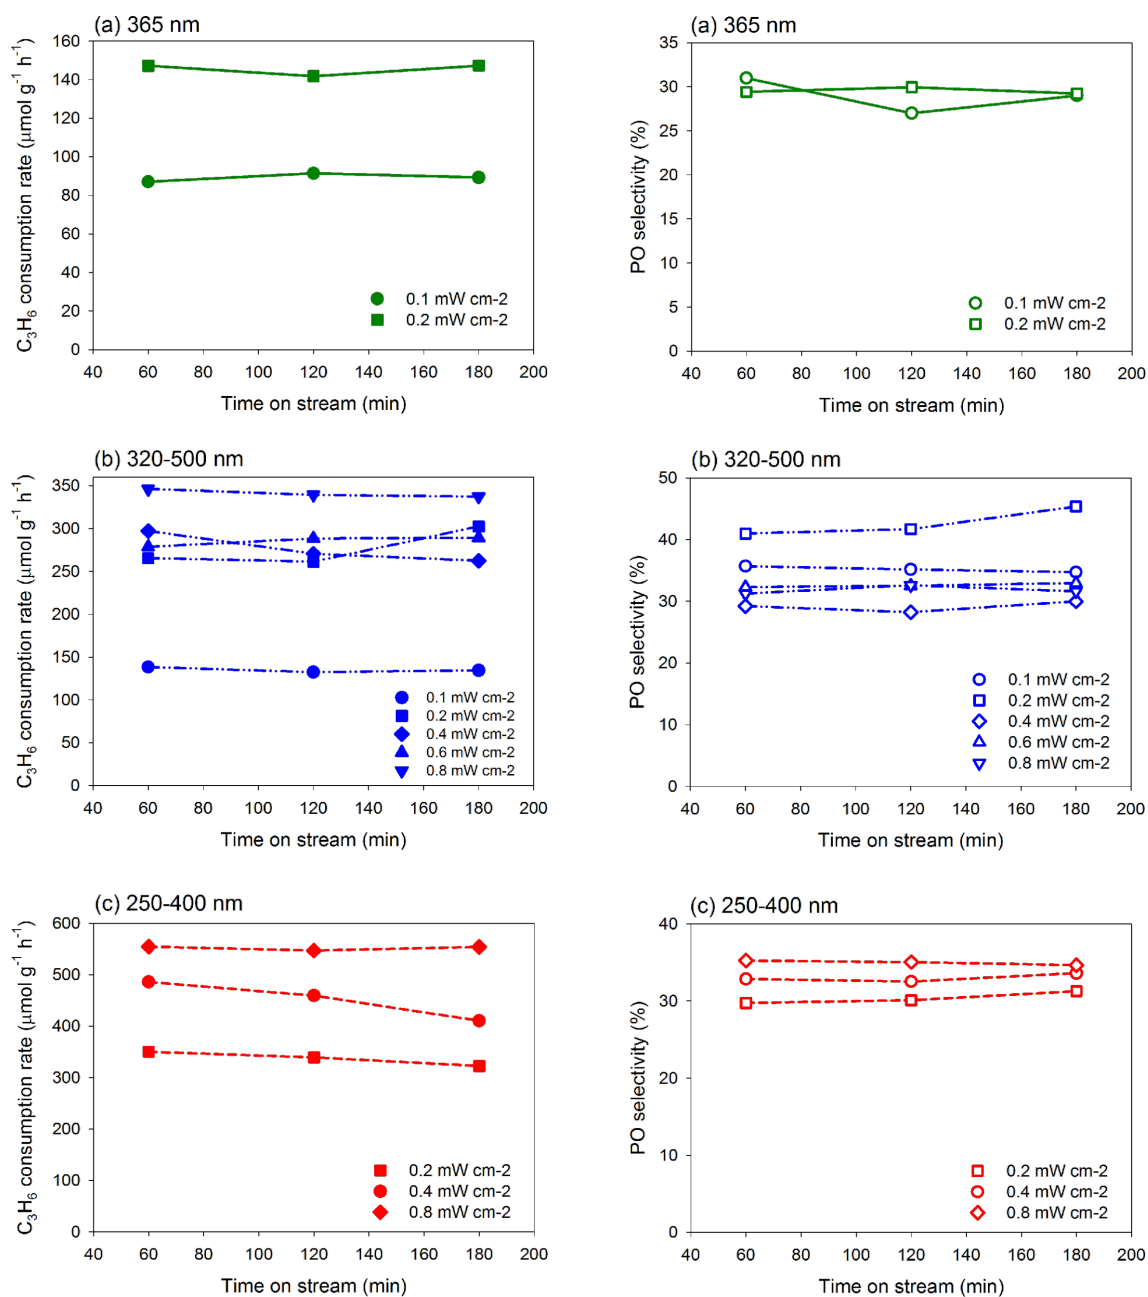 (a) 365 nm
C₃H₆ consumption rate (μmol g⁻¹ h⁻¹)
160
140
120
100
80
60
40
20
0
0.1 mW cm-2
0.2 mW cm-2
40 60 80 100 120 140 160 180 200
Time on stream (min)
(a) 365 nm
PO selectivity (%)
35
30
25
20
15
10
5
0
0.1 mW cm-2
0.2 mW cm-2
40 60 80 100 120 140 160 180 200
Time on stream (min)
(b) 320-500 nm
C₃H₆ consumption rate (μmol g⁻¹ h⁻¹)
350
300
250
200
150
100
50
0
0.1 mW cm-2
0.2 mW cm-2
0.4 mW cm-2
0.6 mW cm-2
0.8 mW cm-2
40 60 80 100 120 140 160 180 200
Time on stream (min)
(b) 320-500 nm
PO selectivity (%)
50
40
30
20
10
0
0.1 mW cm-2
0.2 mW cm-2
0.4 mW cm-2
0.6 mW cm-2
0.8 mW cm-2
40 60 80 100 120 140 160 180 200
Time on stream (min)
(c) 250-400 nm
C₃H₆ consumption rate (μmol g⁻¹ h⁻¹)
600
500
400
300
200
100
0
0.2 mW cm-2
0.4 mW cm-2
0.8 mW cm-2
40 60 80 100 120 140 160 180 200
Time on stream (min)
(c) 250-400 nm
PO selectivity (%)
40
30
20
10
0
0.2 mW cm-2
0.4 mW cm-2
0.8 mW cm-2
40 60 80 100 120 140 160 180 200
Time on stream (min)